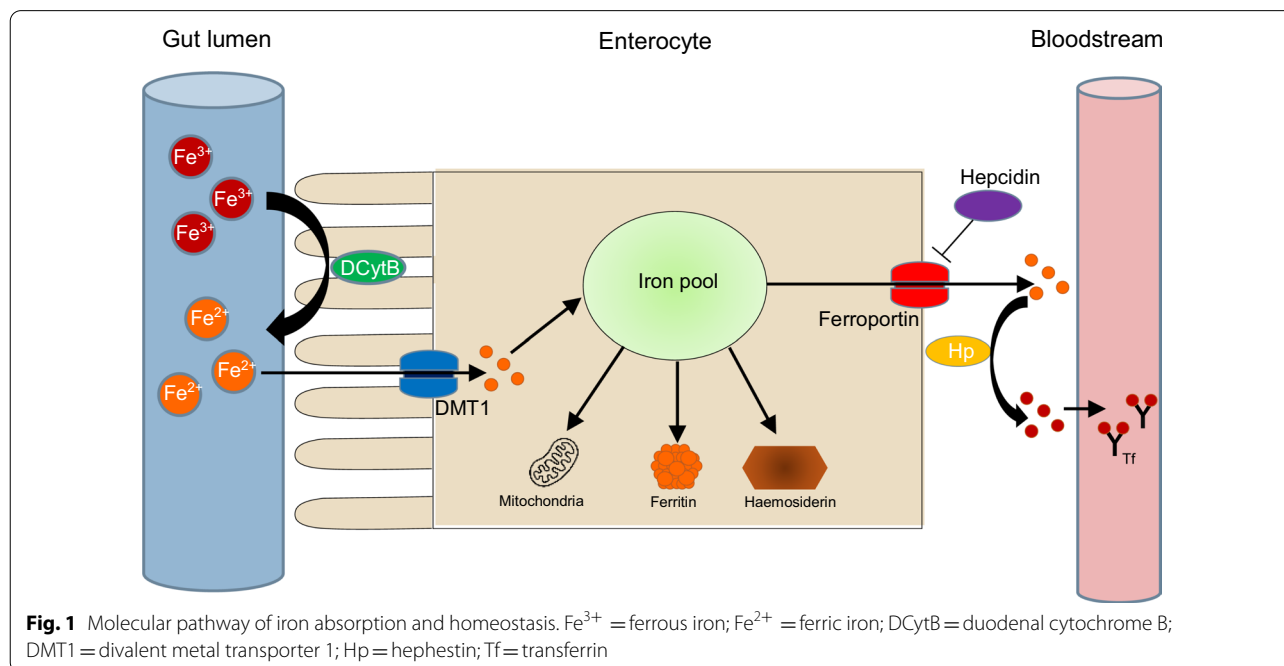 Gut lumen
Enterocyte
Bloodstream
Fe³⁺
Fe³⁺
Fe³⁺
DCytB
Fe²⁺
Fe²⁺
Fe²⁺
DMT1
Iron pool
Mitochondria
Ferritin
Haemosiderin
Hepcidin
Ferroportin
Hp
Tf
Fig. 1 Molecular pathway of iron absorption and homeostasis. Fe³⁺ = ferrous iron; Fe²⁺ = ferric iron; DCytB = duodenal cytochrome B;
DMT1 = divalent metal transporter 1; Hp = hephestin; Tf = transferrin